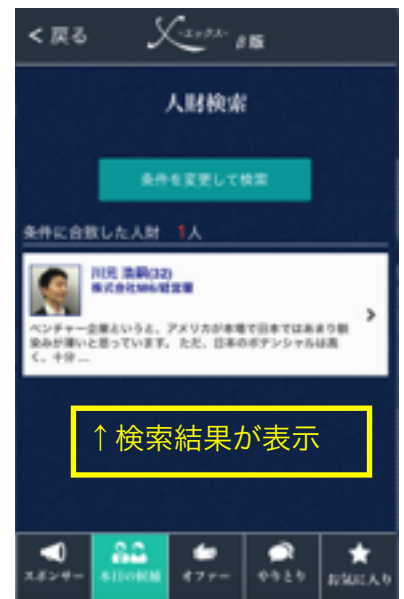 < 戻る
-エックス- β版
人財検索
条件を変更して検索
条件に合致した人財 1人
(32)
株式会社
ベンチャー企業というと、アメリカが本場で日本ではあまり馴
染みが薄いと思っています。 ただ、日本のポテンシャルは高
く、十分 ...
↑検索結果が表示
スポンサー 本日の候補 オファー やりとり お気に入り